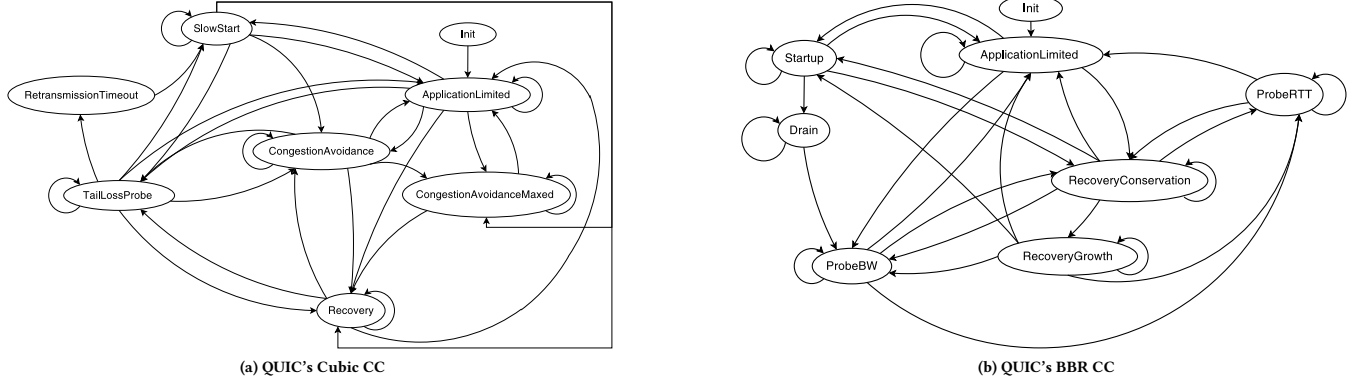 SlowStart
Init
RetransmissionTimeout
ApplicationLimited
CongestionAvoidance
TailLossProbe
CongestionAvoidanceMaxed
Recovery
(a) QUIC's Cubic CC
Init
Startup
ApplicationLimited
ProbeRTT
Drain
RecoveryConservation
ProbeBW
RecoveryGrowth
(b) QUIC's BBR CC